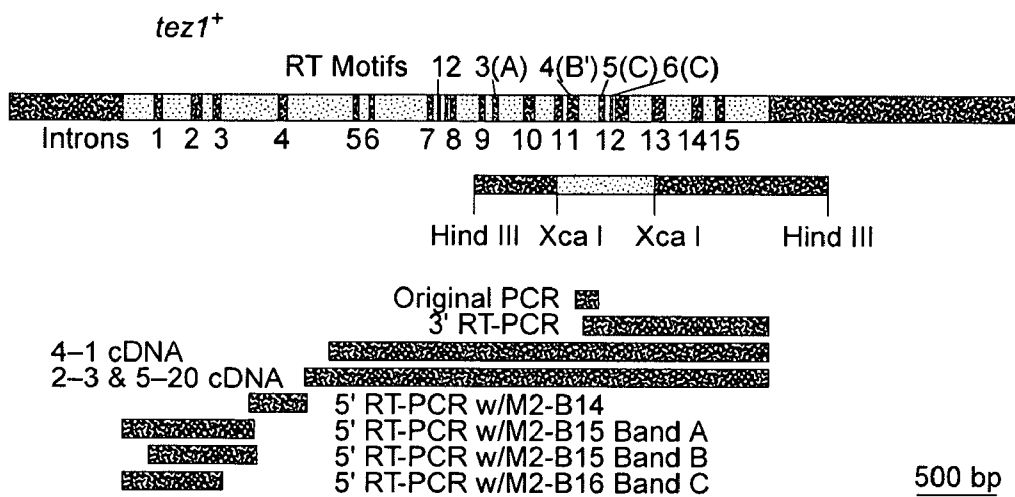 tez1+
RT Motifs 12 3(A) 4(B') 5(C) 6(C)
Introns 1 2 3 4 5 6 7 8 9 10 11 12 13 14 15
Hind III Xca I Xca I Hind III
Original PCR
3' RT-PCR
4–1 cDNA
2–3 & 5–20 cDNA
5' RT-PCR w/M2-B14
5' RT-PCR w/M2-B15 Band A
5' RT-PCR w/M2-B15 Band B
5' RT-PCR w/M2-B16 Band C
500 bp